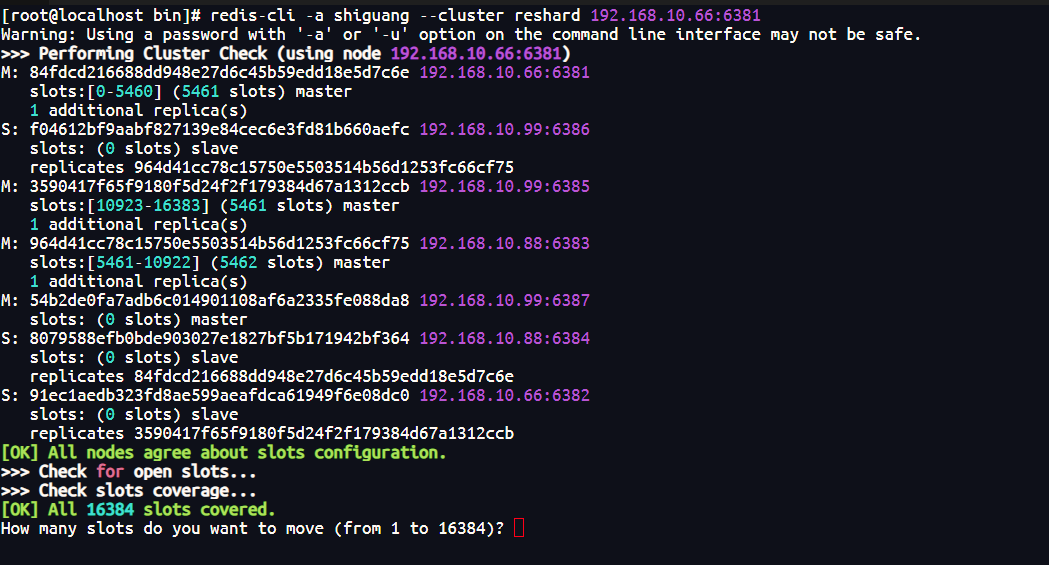 [root@localhost bin]# redis-cli -a shiguang --cluster reshard 192.168.10.66:6381
Warning: Using a password with '-a' or '-u' option on the command line interface may not be safe.
>>> Performing Cluster Check (using node 192.168.10.66:6381)
M: 84fdcd216688dd948e27d6c45b59edd18e5d7c6e 192.168.10.66:6381
   slots:[0-5460] (5461 slots) master
   1 additional replica(s)
S: f04612bf9aabf827139e84cec6e3fd81b660aefc 192.168.10.99:6386
   slots: (0 slots) slave
   replicates 964d41cc78c15750e5503514b56d1253fc66cf75
M: 3590417f65f9180f5d24f2f179384d67a1312ccb 192.168.10.99:6385
   slots:[10923-16383] (5461 slots) master
   1 additional replica(s)
M: 964d41cc78c15750e5503514b56d1253fc66cf75 192.168.10.88:6383
   slots:[5461-10922] (5462 slots) master
   1 additional replica(s)
M: 54b2de0fa7adb6c014901108af6a2335fe088da8 192.168.10.99:6387
   slots: (0 slots) master
S: 8079588efb0bde903027e1827bf5b171942bf364 192.168.10.88:6384
   slots: (0 slots) slave
   replicates 84fdcd216688dd948e27d6c45b59edd18e5d7c6e
S: 91ec1aedb323fd8ae599aeafdca61949f6e08dc0 192.168.10.66:6382
   slots: (0 slots) slave
   replicates 3590417f65f9180f5d24f2f179384d67a1312ccb
[OK] All nodes agree about slots configuration.
>>> Check for open slots...
>>> Check slots coverage...
[OK] All 16384 slots covered.
How many slots do you want to move (from 1 to 16384)?